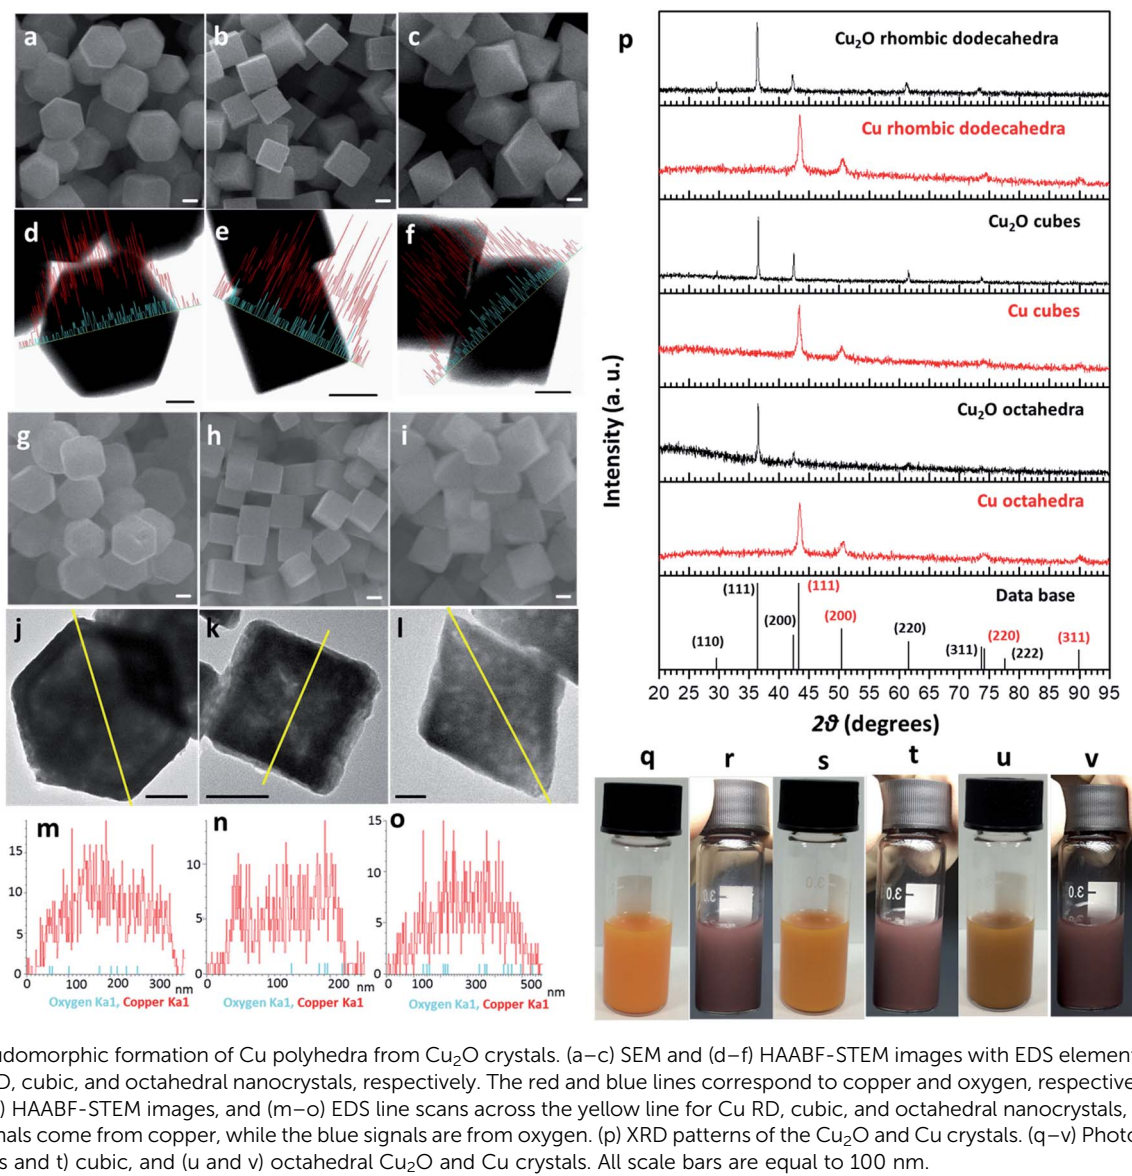 a
b
c
d
e
f
g
h
i
j
k
l
m
15
10
5
0
0 100 200 300
nm
Oxygen Ka1, Copper Ka1
n
10
5
0
0 100 200
nm
Oxygen Ka1, Copper Ka1
o
15
10
5
0
0 100 300 500
nm
Oxygen Ka1, Copper Ka1
p
Cu₂O rhombic dodecahedra
Cu rhombic dodecahedra
Cu₂O cubes
Cu cubes
Cu₂O octahedra
Cu octahedra
Data base
(110)
(111)
(200)
(111)
(200)
(220)
(311)
(220)
(222)
(311)
20 25 30 35 40 45 50 55 60 65 70 75 80 85 90 95
2ϑ (degrees)
Intensity (a. u.)
q r s t u v
3.0
udomorphic formation of Cu polyhedra from Cu₂O crystals. (a–c) SEM and (d–f) HAABF-STEM images with EDS element
D, cubic, and octahedral nanocrystals, respectively. The red and blue lines correspond to copper and oxygen, respective
) HAABF-STEM images, and (m–o) EDS line scans across the yellow line for Cu RD, cubic, and octahedral nanocrystals,
nals come from copper, while the blue signals are from oxygen. (p) XRD patterns of the Cu₂O and Cu crystals. (q–v) Photo
s and t) cubic, and (u and v) octahedral Cu₂O and Cu crystals. All scale bars are equal to 100 nm.